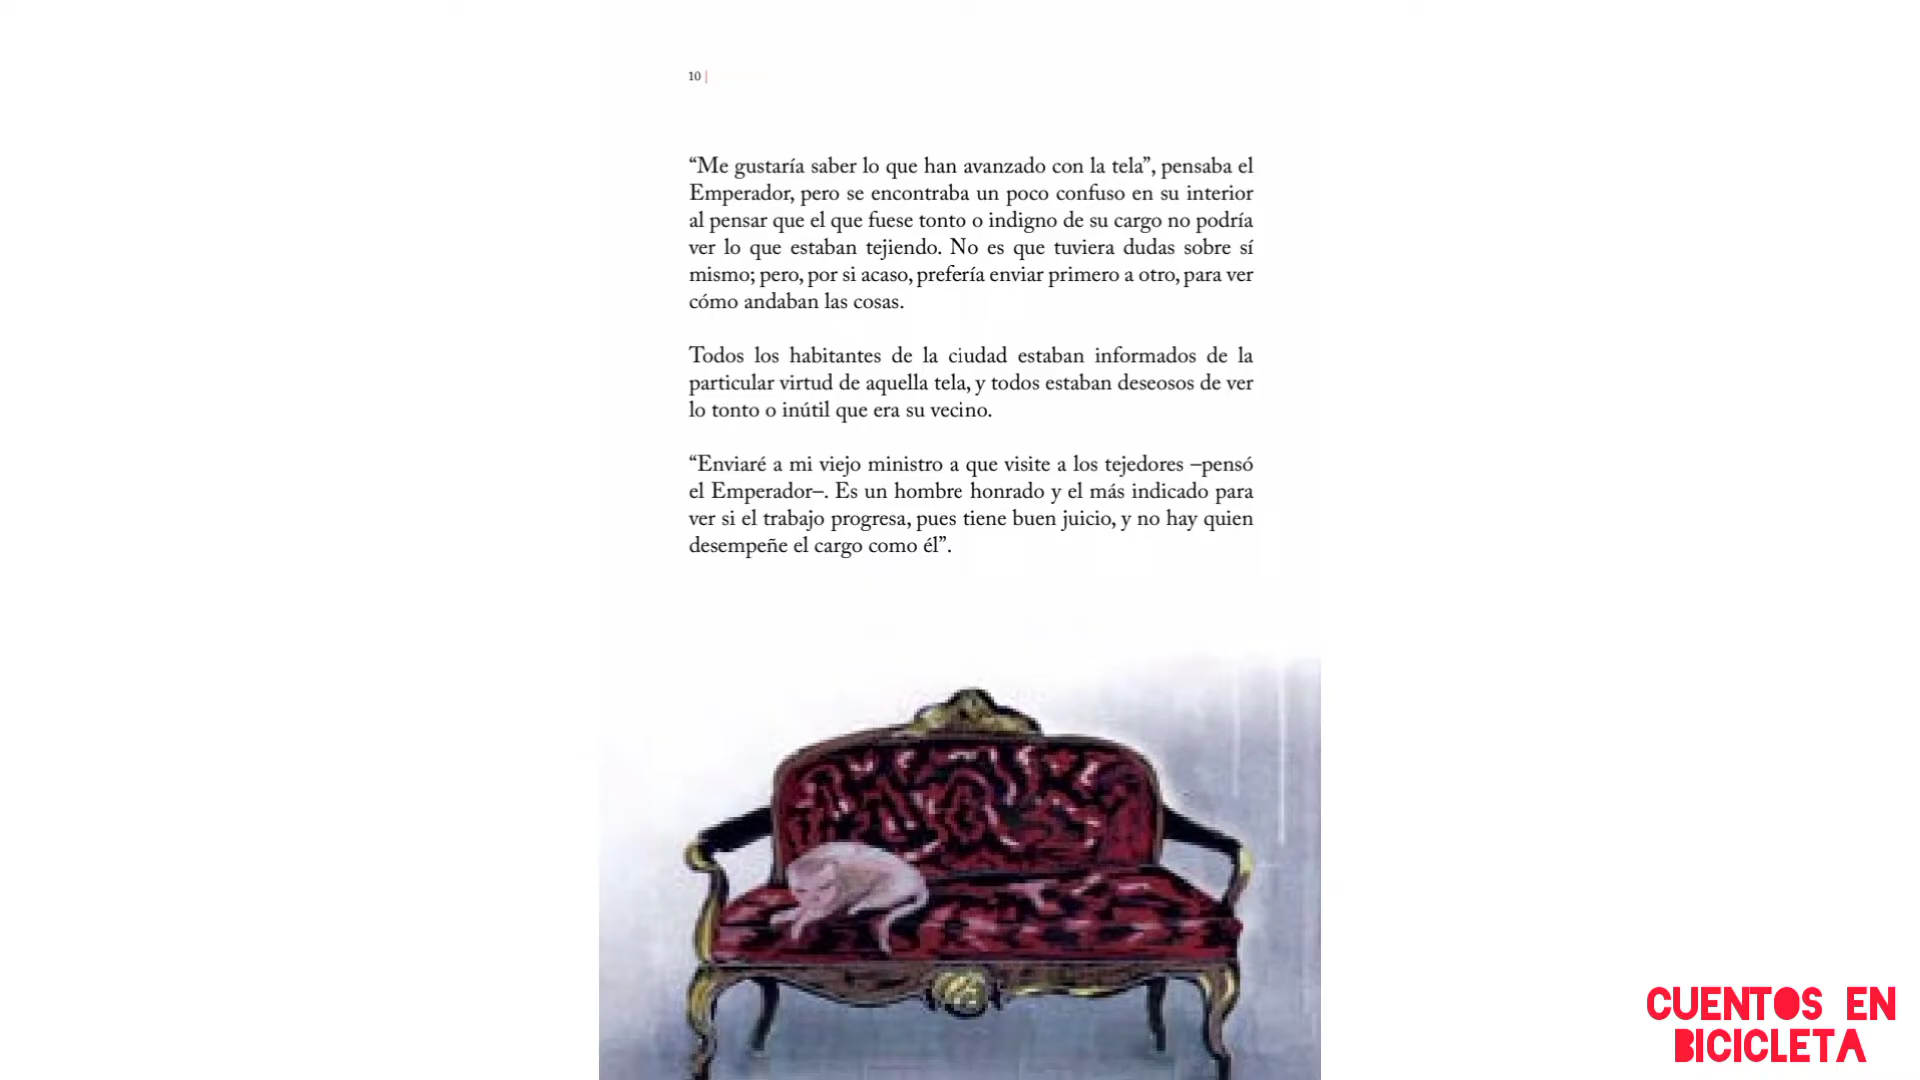 10 |
“Me gustaría saber lo que han avanzado con la tela”, pensaba el
Emperador, pero se encontraba un poco confuso en su interior
al pensar que el que fuese tonto o indigno de su cargo no podría
ver lo que estaban tejiendo. No es que tuviera dudas sobre sí
mismo; pero, por si acaso, prefería enviar primero a otro, para ver
cómo andaban las cosas.
Todos los habitantes de la ciudad estaban informados de la
particular virtud de aquella tela, y todos estaban deseosos de ver
lo tonto o inútil que era su vecino.
“Enviaré a mi viejo ministro a que visite a los tejedores –pensó
el Emperador–. Es un hombre honrado y el más indicado para
ver si el trabajo progresa, pues tiene buen juicio, y no hay quien
desempeñe el cargo como él”.
CUENTOS EN
BICICLETA